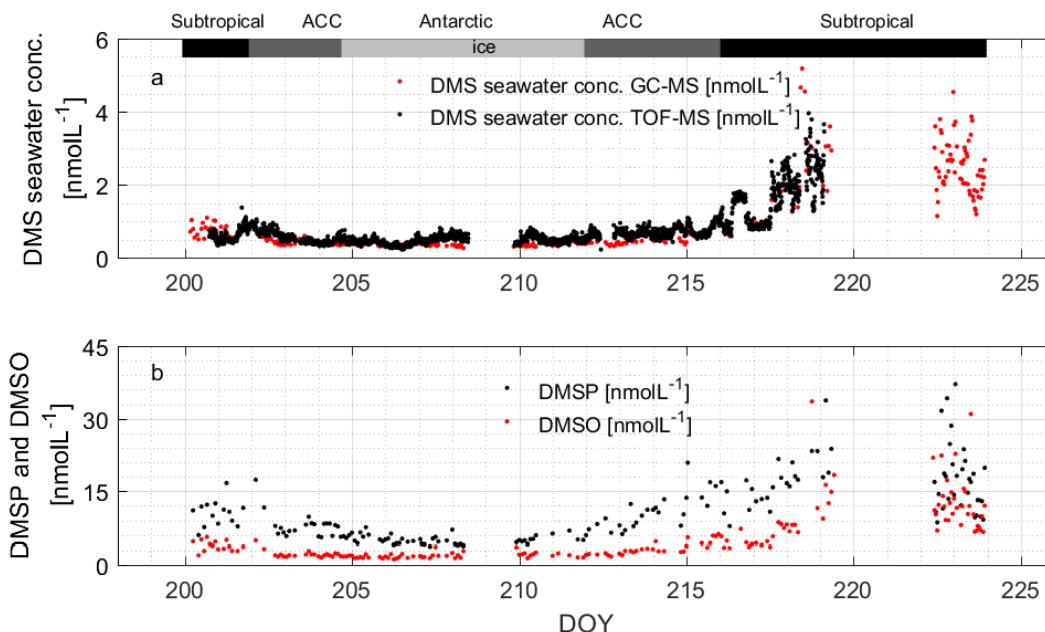 Subtropical ACC Antarctic ACC Subtropical
ice
6
4
2
0
DMS seawater conc.
[nmolL⁻¹]
a
DMS seawater conc. GC-MS [nmolL⁻¹]
DMS seawater conc. TOF-MS [nmolL⁻¹]
200 205 210 215 220 225
45
30
15
0
DMSP and DMSO
[nmolL⁻¹]
b
DMSP [nmolL⁻¹]
DMSO [nmolL⁻¹]
200 205 210 215 220 225
DOY